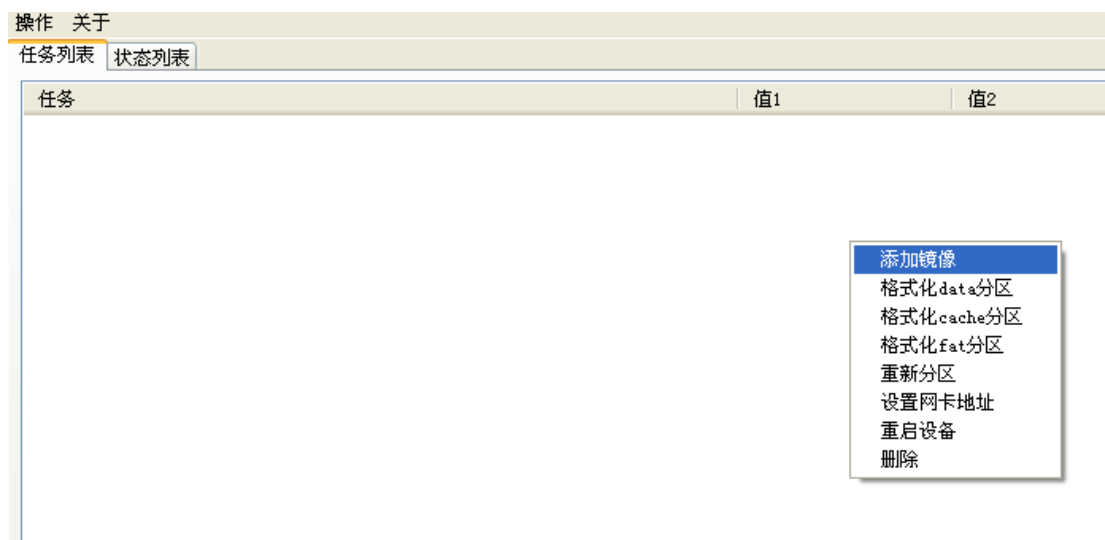 操作 关于
任务列表 状态列表
任务 值1 值2
添加镜像
格式化data分区
格式化cache分区
格式化fat分区
重新分区
设置网卡地址
重启设备
删除